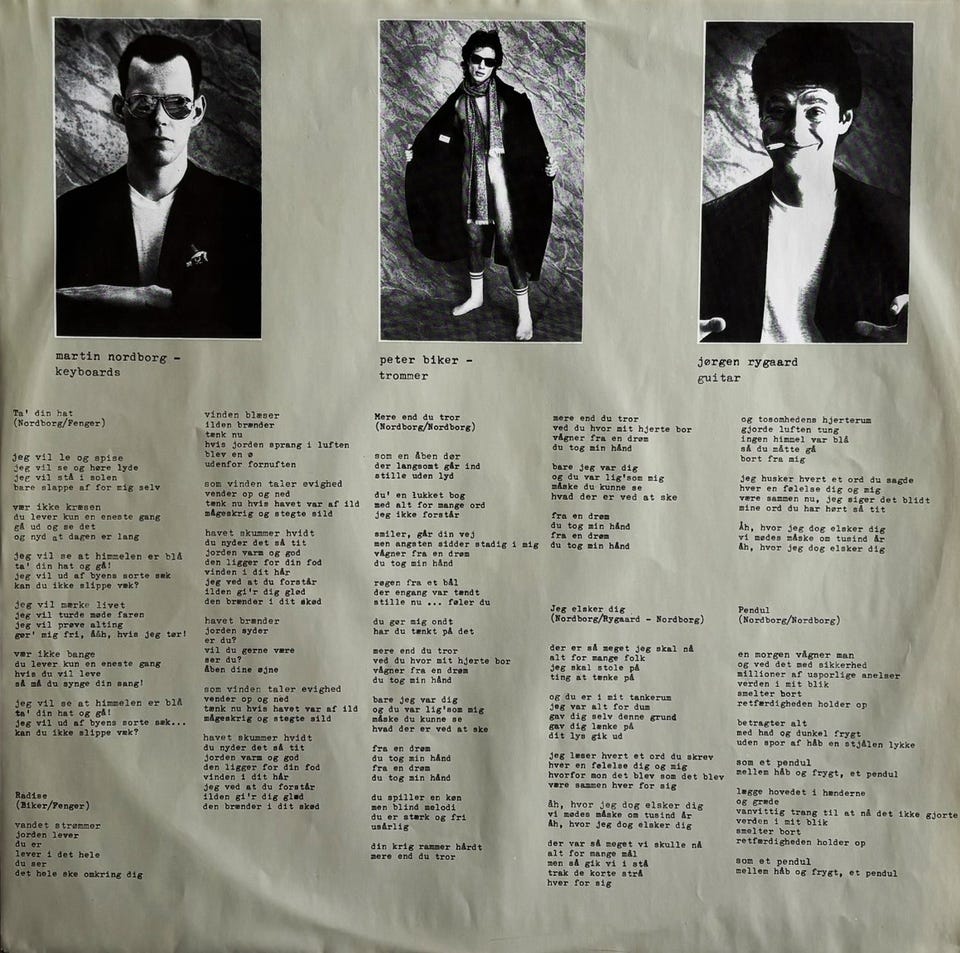 martin nordborg -
keyboards
peter biker -
trommer
jørgen rygaard
guitar
Ta' din hat
(Nordborg/Fenger)
jeg vil le og spise
jeg vil se og høre lyde
jeg vil stå i solen
bare slappe af for mig selv
vær ikke kræsen
du lever kun en eneste gang
gå ud og se det
og nyd at dagen er lang
jeg vil se at himmelen er blå
ta' din hat og gå!
jeg vil ud af byens sorte sæk
kan du ikke slippe væk?
jeg vil mærke livet
jeg vil turde møde faren
jeg vil prøve alting
gør' mig fri, ååh, hvis jeg tør!
vær ikke bange
du lever kun en eneste gang
hvis du vil leve
så må du synge din sang!
jeg vil se at himmelen er blå
ta' din hat og gå!
jeg vil ud af byens sorte sæk...
kan du ikke slippe væk?
Radise
(Biker/Fenger)
vandet strømmer
jorden lever
du er
lever i det hele
du ser
det hele ske omkring dig
vinden blæser
ilden brænder
tænk nu
hvis jorden sprang i luften
blev en ø
udenfor fornuften
som vinden taler evighed
vender op og ned
tænk nu hvis havet var af ild
mågeskrig og stegte sild
havet skummer hvidt
du nyder det så tit
jorden varm og god
den ligger for din fod
vinden i dit hår
jeg ved at du forstår
ilden gi'r dig glød
den brænder i dit skød
havet brænder
jorden syder
er du?
vil du gerne være
ser du?
Åben dine øjne
som vinden taler evighed
vender op og ned
tænk nu hvis havet var af ild
mågeskrig og stegte sild
havet skummer hvidt
du nyder det så tit
jorden varm og god
den ligger for din fod
vinden i dit hår
jeg ved at du forstår
ilden gi'r dig glød
den brænder i dit skød
Mere end du tror
(Nordborg/Nordborg)
som en åben dør
der langsomt går ind
stille uden lyd
du' en lukket bog
med alt for mange ord
jeg ikke forstår
smiler, går din vej
men angsten sidder stadig i mig
vågner fra en drøm
du tog min hånd
røgen fra et bål
der engang var tændt
stille nu ... føler du
du gør mig ondt
har du tænkt på det
mere end du tror
ved du hvor mit hjerte bor
vågner fra en drøm
du tog min hånd
bare jeg var dig
og du var lig'som mig
måske du kunne se
hvad der er ved at ske
fra en drøm
du tog min hånd
fra en drøm
du tog min hånd
du spiller en køn
men blind melodi
du er stærk og fri
usårlig
din krig rammer hårdt
mere end du tror
mere end du tror
ved du hvor mit hjerte bor
vågner fra en drøm
du tog min hånd
bare jeg var dig
og du var lig'som mig
måske du kunne se
hvad der er ved at ske
fra en drøm
du tog min hånd
fra en drøm
du tog min hånd
Jeg elsker dig
(Nordborg/Rygaard - Nordborg)
der er så meget jeg skal nå
alt for mange folk
jeg skal stole på
ting at tænke på
og du er i mit tankerum
jeg var alt for dum
gav dig selv denne grund
gav dig lænke på
dit lys gik ud
jeg læser hvert et ord du skrev
hver en følelse dig og mig
hvorfor mon det blev som det blev
være sammen hver for sig
Åh, hvor jeg dog elsker dig
vi mødes måske om tusind år
Åh, hvor jeg dog elsker dig
der var så meget vi skulle nå
alt for mange mål
men så gik vi i stå
trak de korte strå
hver for sig
og tosomhedens hjerterum
gjorde luften tung
ingen himmel var blå
så du måtte gå
bort fra mig
jeg husker hvert et ord du sagde
hver en følelse dig og mig
være sammen nu, jeg siger det blidt
mine ord du har hørt så tit
Åh, hvor jeg dog elsker dig
vi mødes måske om tusind år
åh, hvor jeg dog elsker dig
Pendul
(Nordborg/Nordborg)
en morgen vågner man
og ved det med sikkerhed
millioner af usporlige anelser
verden i mit blik
smelter bort
retfærdigheden holder op
betragter alt
med had og dunkel frygt
uden spor af håb en stjålen lykke
som et pendul
mellem håb og frygt, et pendul
lægge hovedet i hænderne
og græde
vanvittig trang til at nå det ikke gjorte
verden i mit blik
smelter bort
retfærdigheden holder op
som et pendul
mellem håb og frygt, et pendul